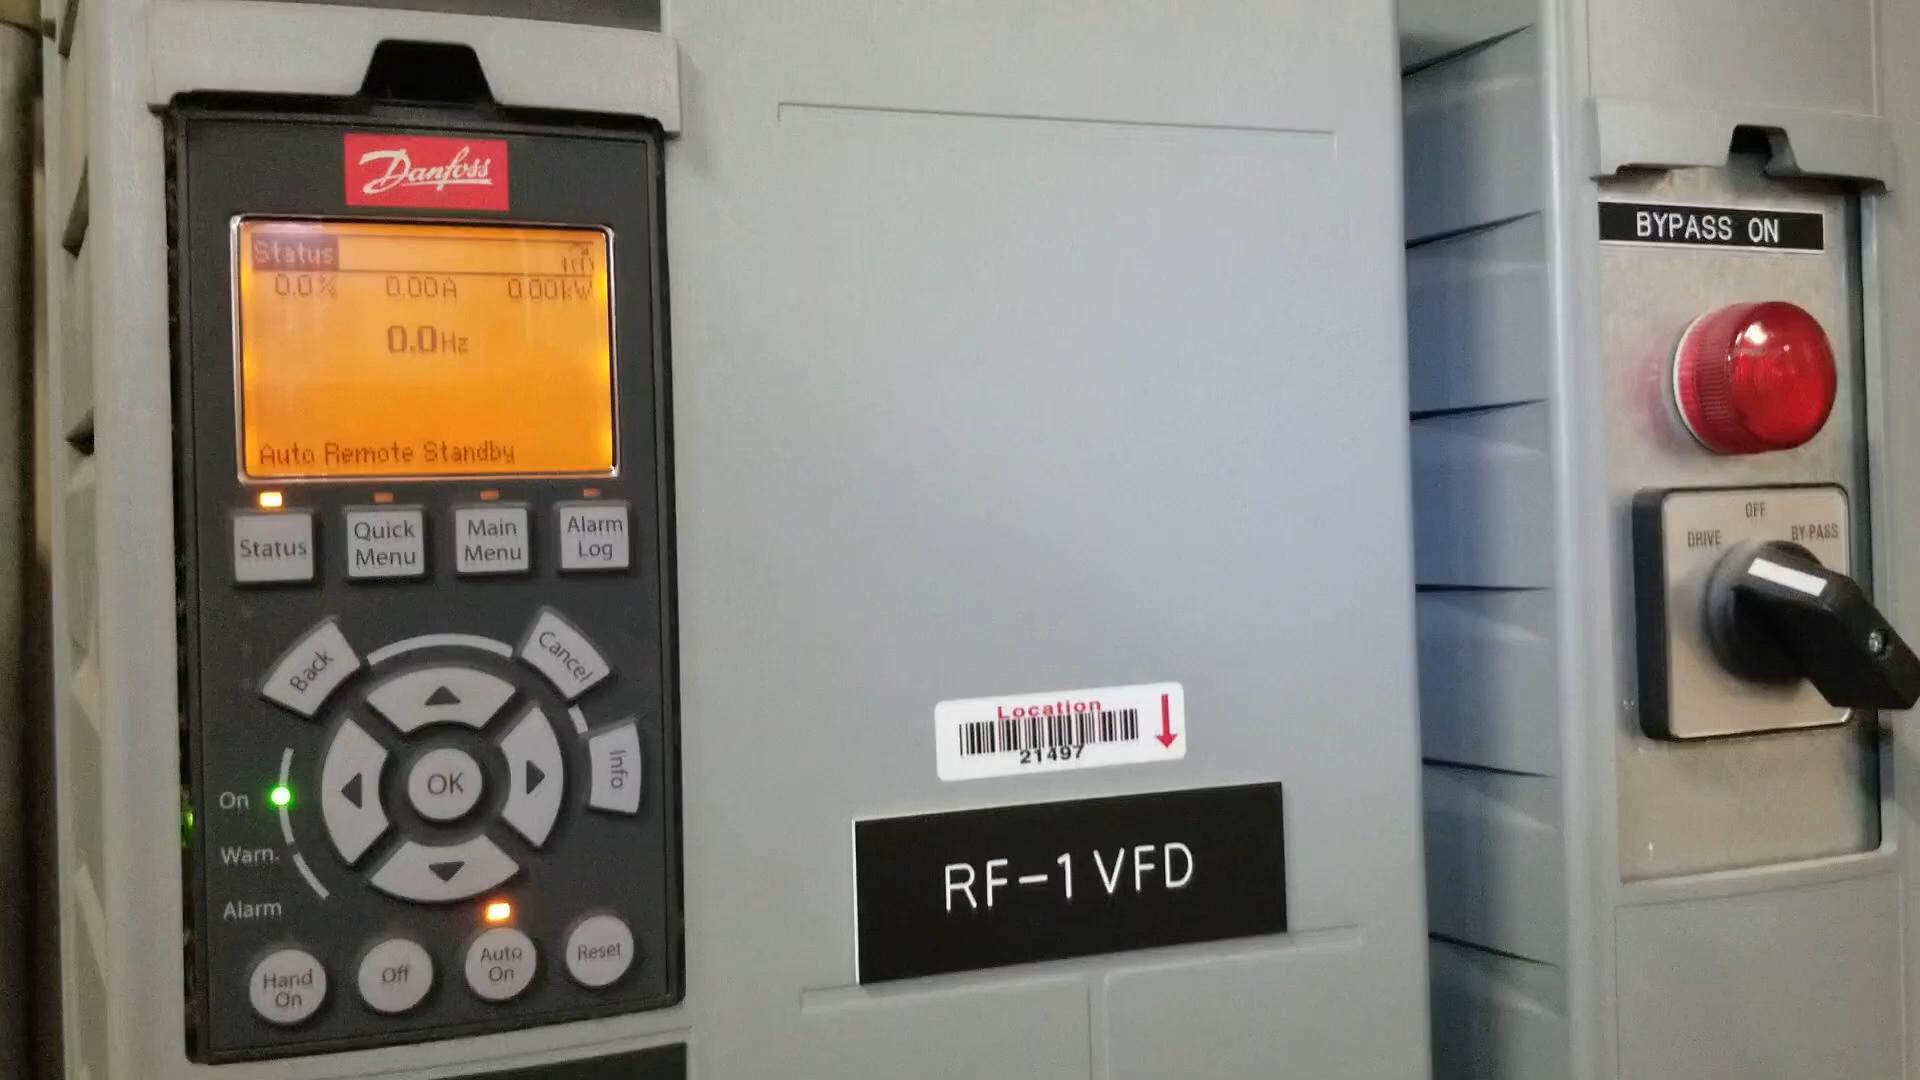 Danfoss
Status
1(1)
0.0% 0.00A 0.00kW
0.0Hz
Auto Remote Standby
Status
Quick Menu
Main Menu
Alarm Log
Back
Cancel
Info
OK
On
Warn.
Alarm
Hand On
Off
Auto On
Reset
Location
21497
RF-1 VFD
BYPASS ON
OFF
DRIVE
BY-PASS